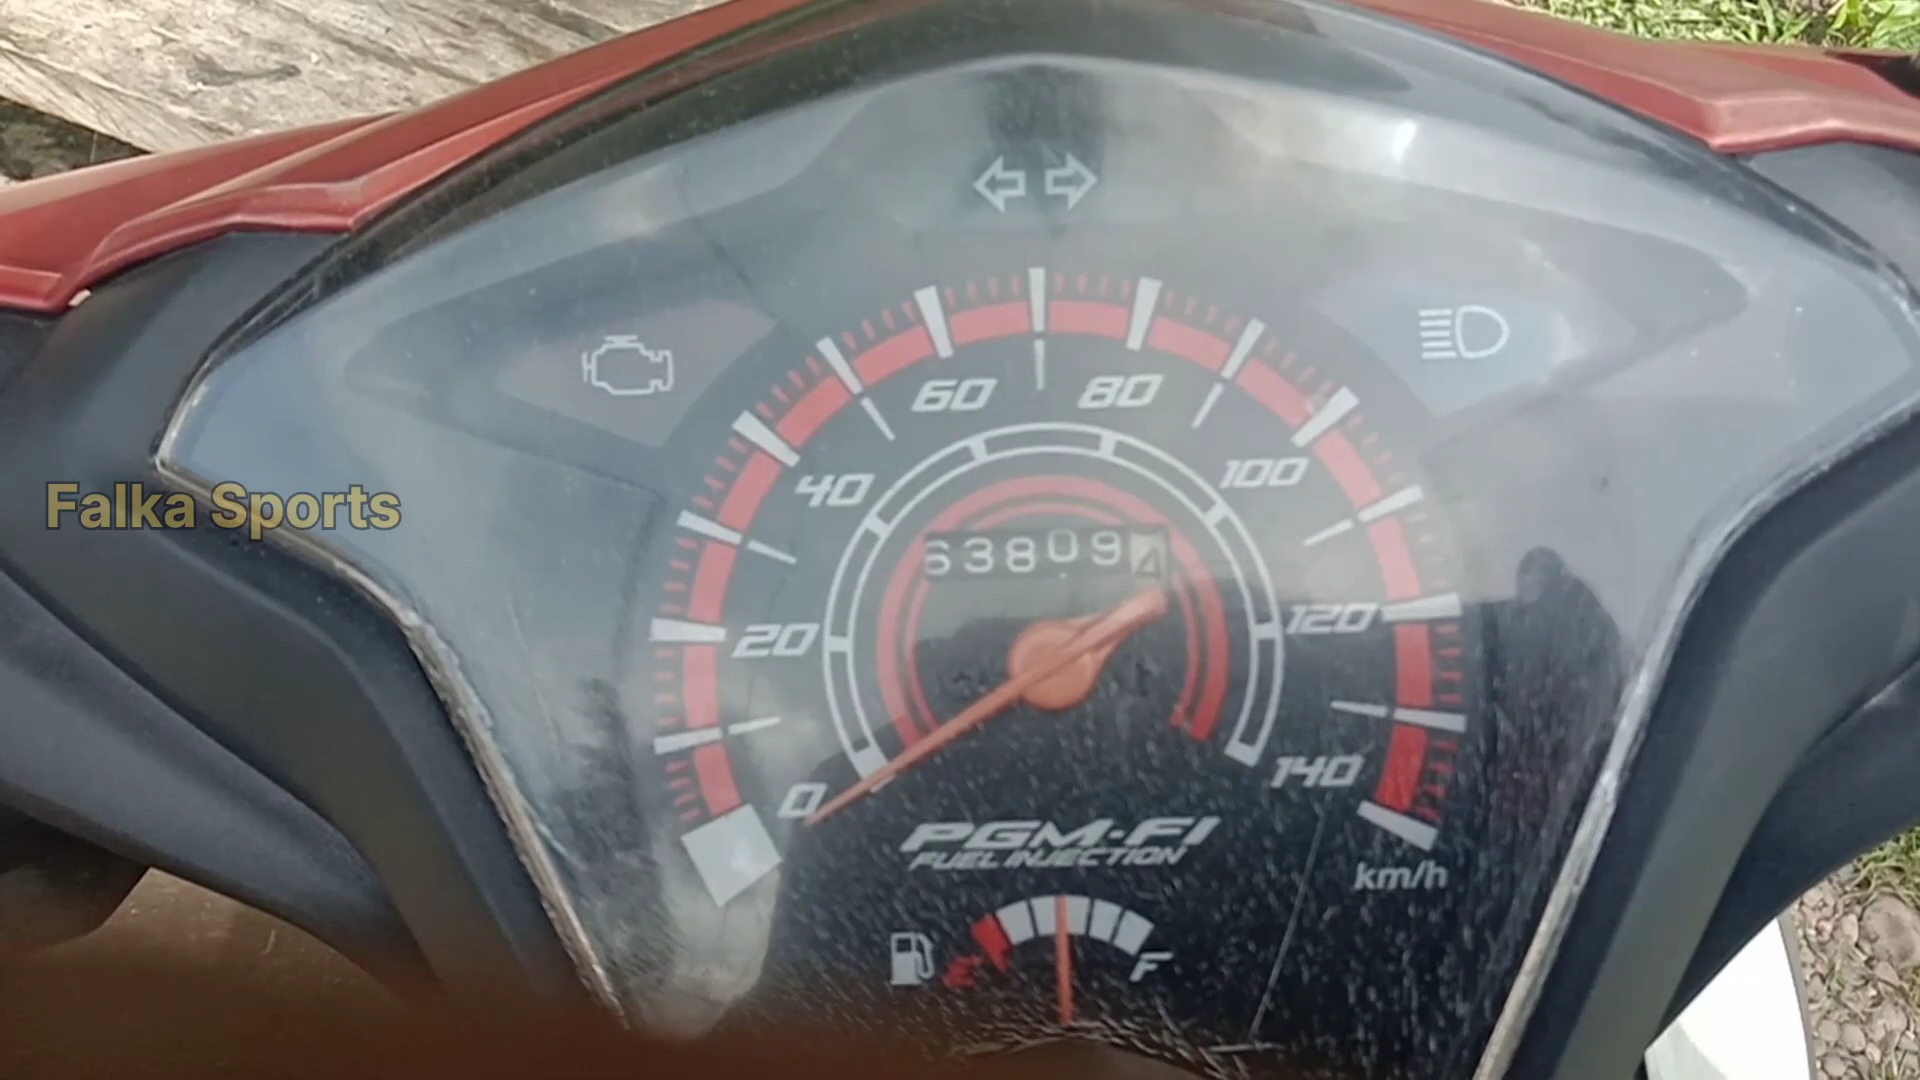 60 80
40 100
Falka Sports
638094
20 120
0 140
PGM-FI
FUEL INJECTION
km/h
E F